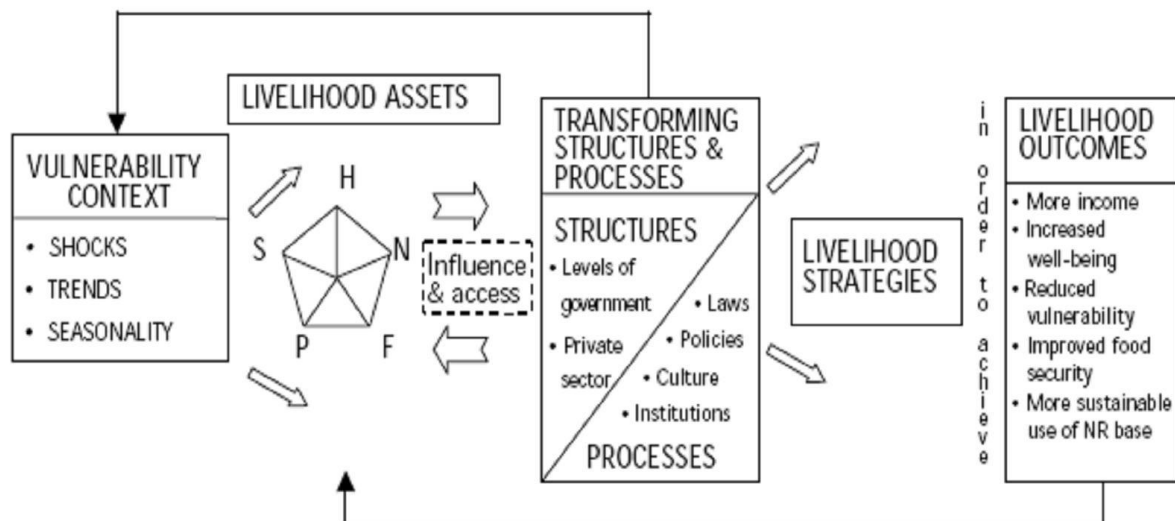 LIVELIHOOD ASSETS
VULNERABILITY
CONTEXT
• SHOCKS
• TRENDS
• SEASONALITY
H
S
N
P
F
Influence
& access
TRANSFORMING
STRUCTURES &
PROCESSES
STRUCTURES
• Levels of
government
• Private
sector
• Laws
• Policies
• Culture
• Institutions
PROCESSES
LIVELIHOOD
STRATEGIES
in order to achieve
LIVELIHOOD
OUTCOMES
• More income
• Increased
well-being
• Reduced
vulnerability
• Improved food
security
• More sustainable
use of NR base